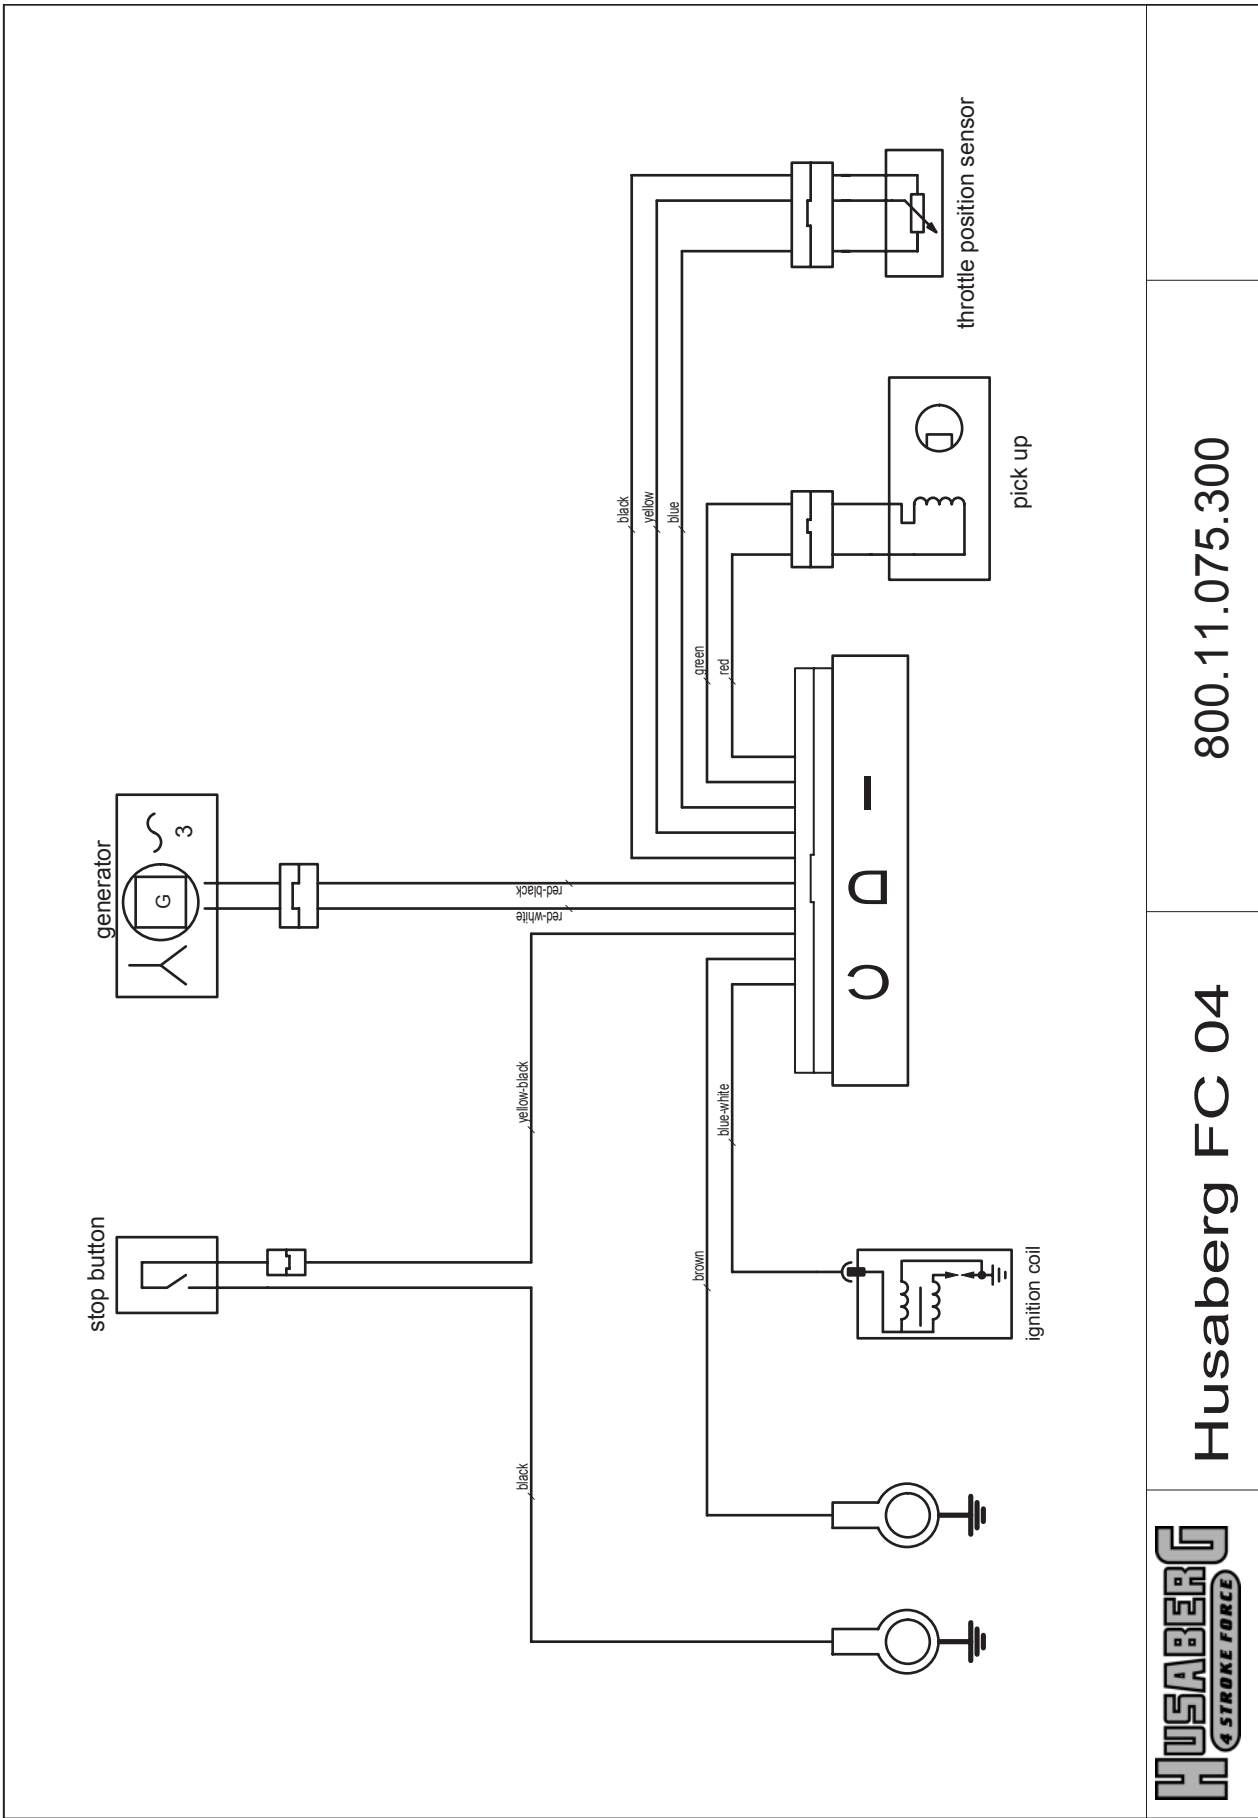 stop button
generator
G
3
black
yellow-black
red-white
red-black
black
yellow
blue
brown
blue-white
green
red
C D I
throttle position sensor
pick up
ignition coil
HUSABERG
4 STROKE FORCE
Husaberg FC 04
800.11.075.300